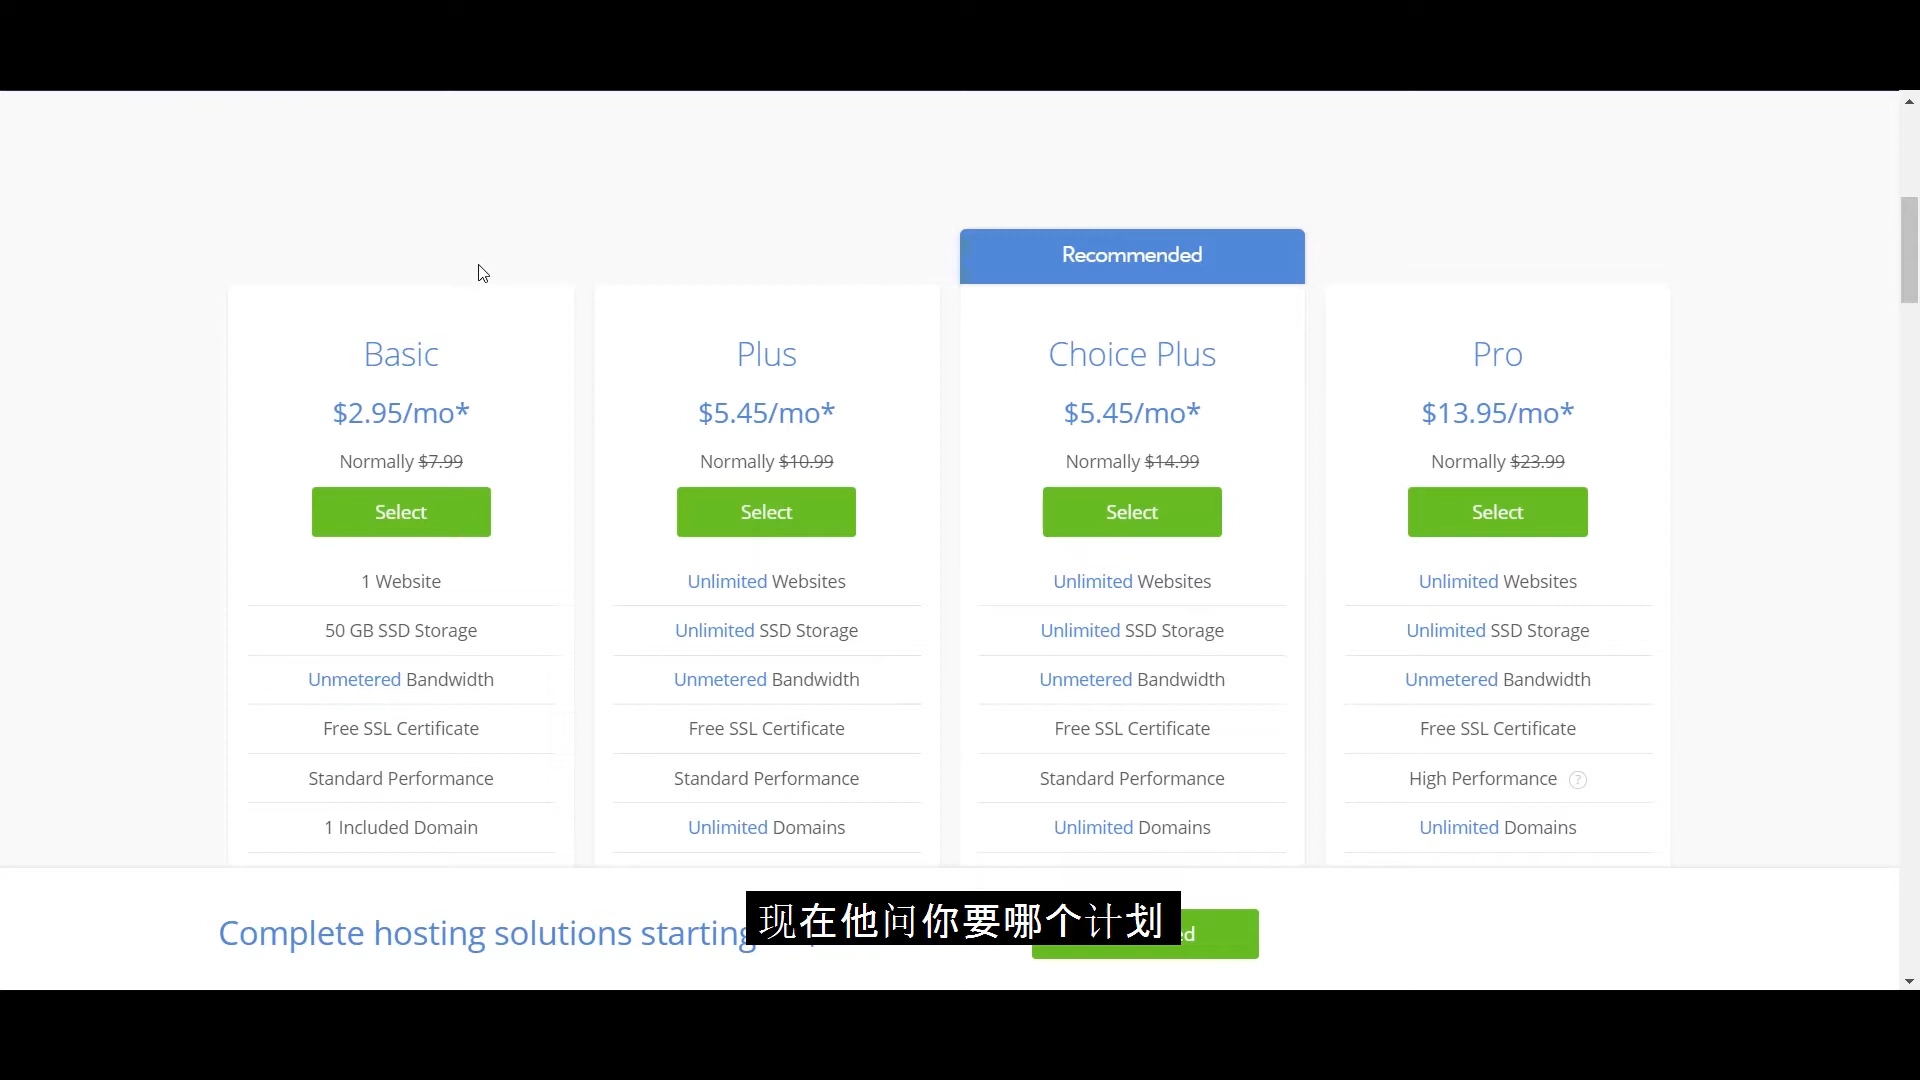 Recommended
Basic
$2.95/mo*
Normally $7.99
Select
1 Website
50 GB SSD Storage
Unmetered Bandwidth
Free SSL Certificate
Standard Performance
1 Included Domain
Plus
$5.45/mo*
Normally $10.99
Select
Unlimited Websites
Unlimited SSD Storage
Unmetered Bandwidth
Free SSL Certificate
Standard Performance
Unlimited Domains
Choice Plus
$5.45/mo*
Normally $14.99
Select
Unlimited Websites
Unlimited SSD Storage
Unmetered Bandwidth
Free SSL Certificate
Standard Performance
Unlimited Domains
Pro
$13.95/mo*
Normally $23.99
Select
Unlimited Websites
Unlimited SSD Storage
Unmetered Bandwidth
Free SSL Certificate
High Performance ?
Unlimited Domains
Complete hosting solutions starting
现在他问你要哪个计划